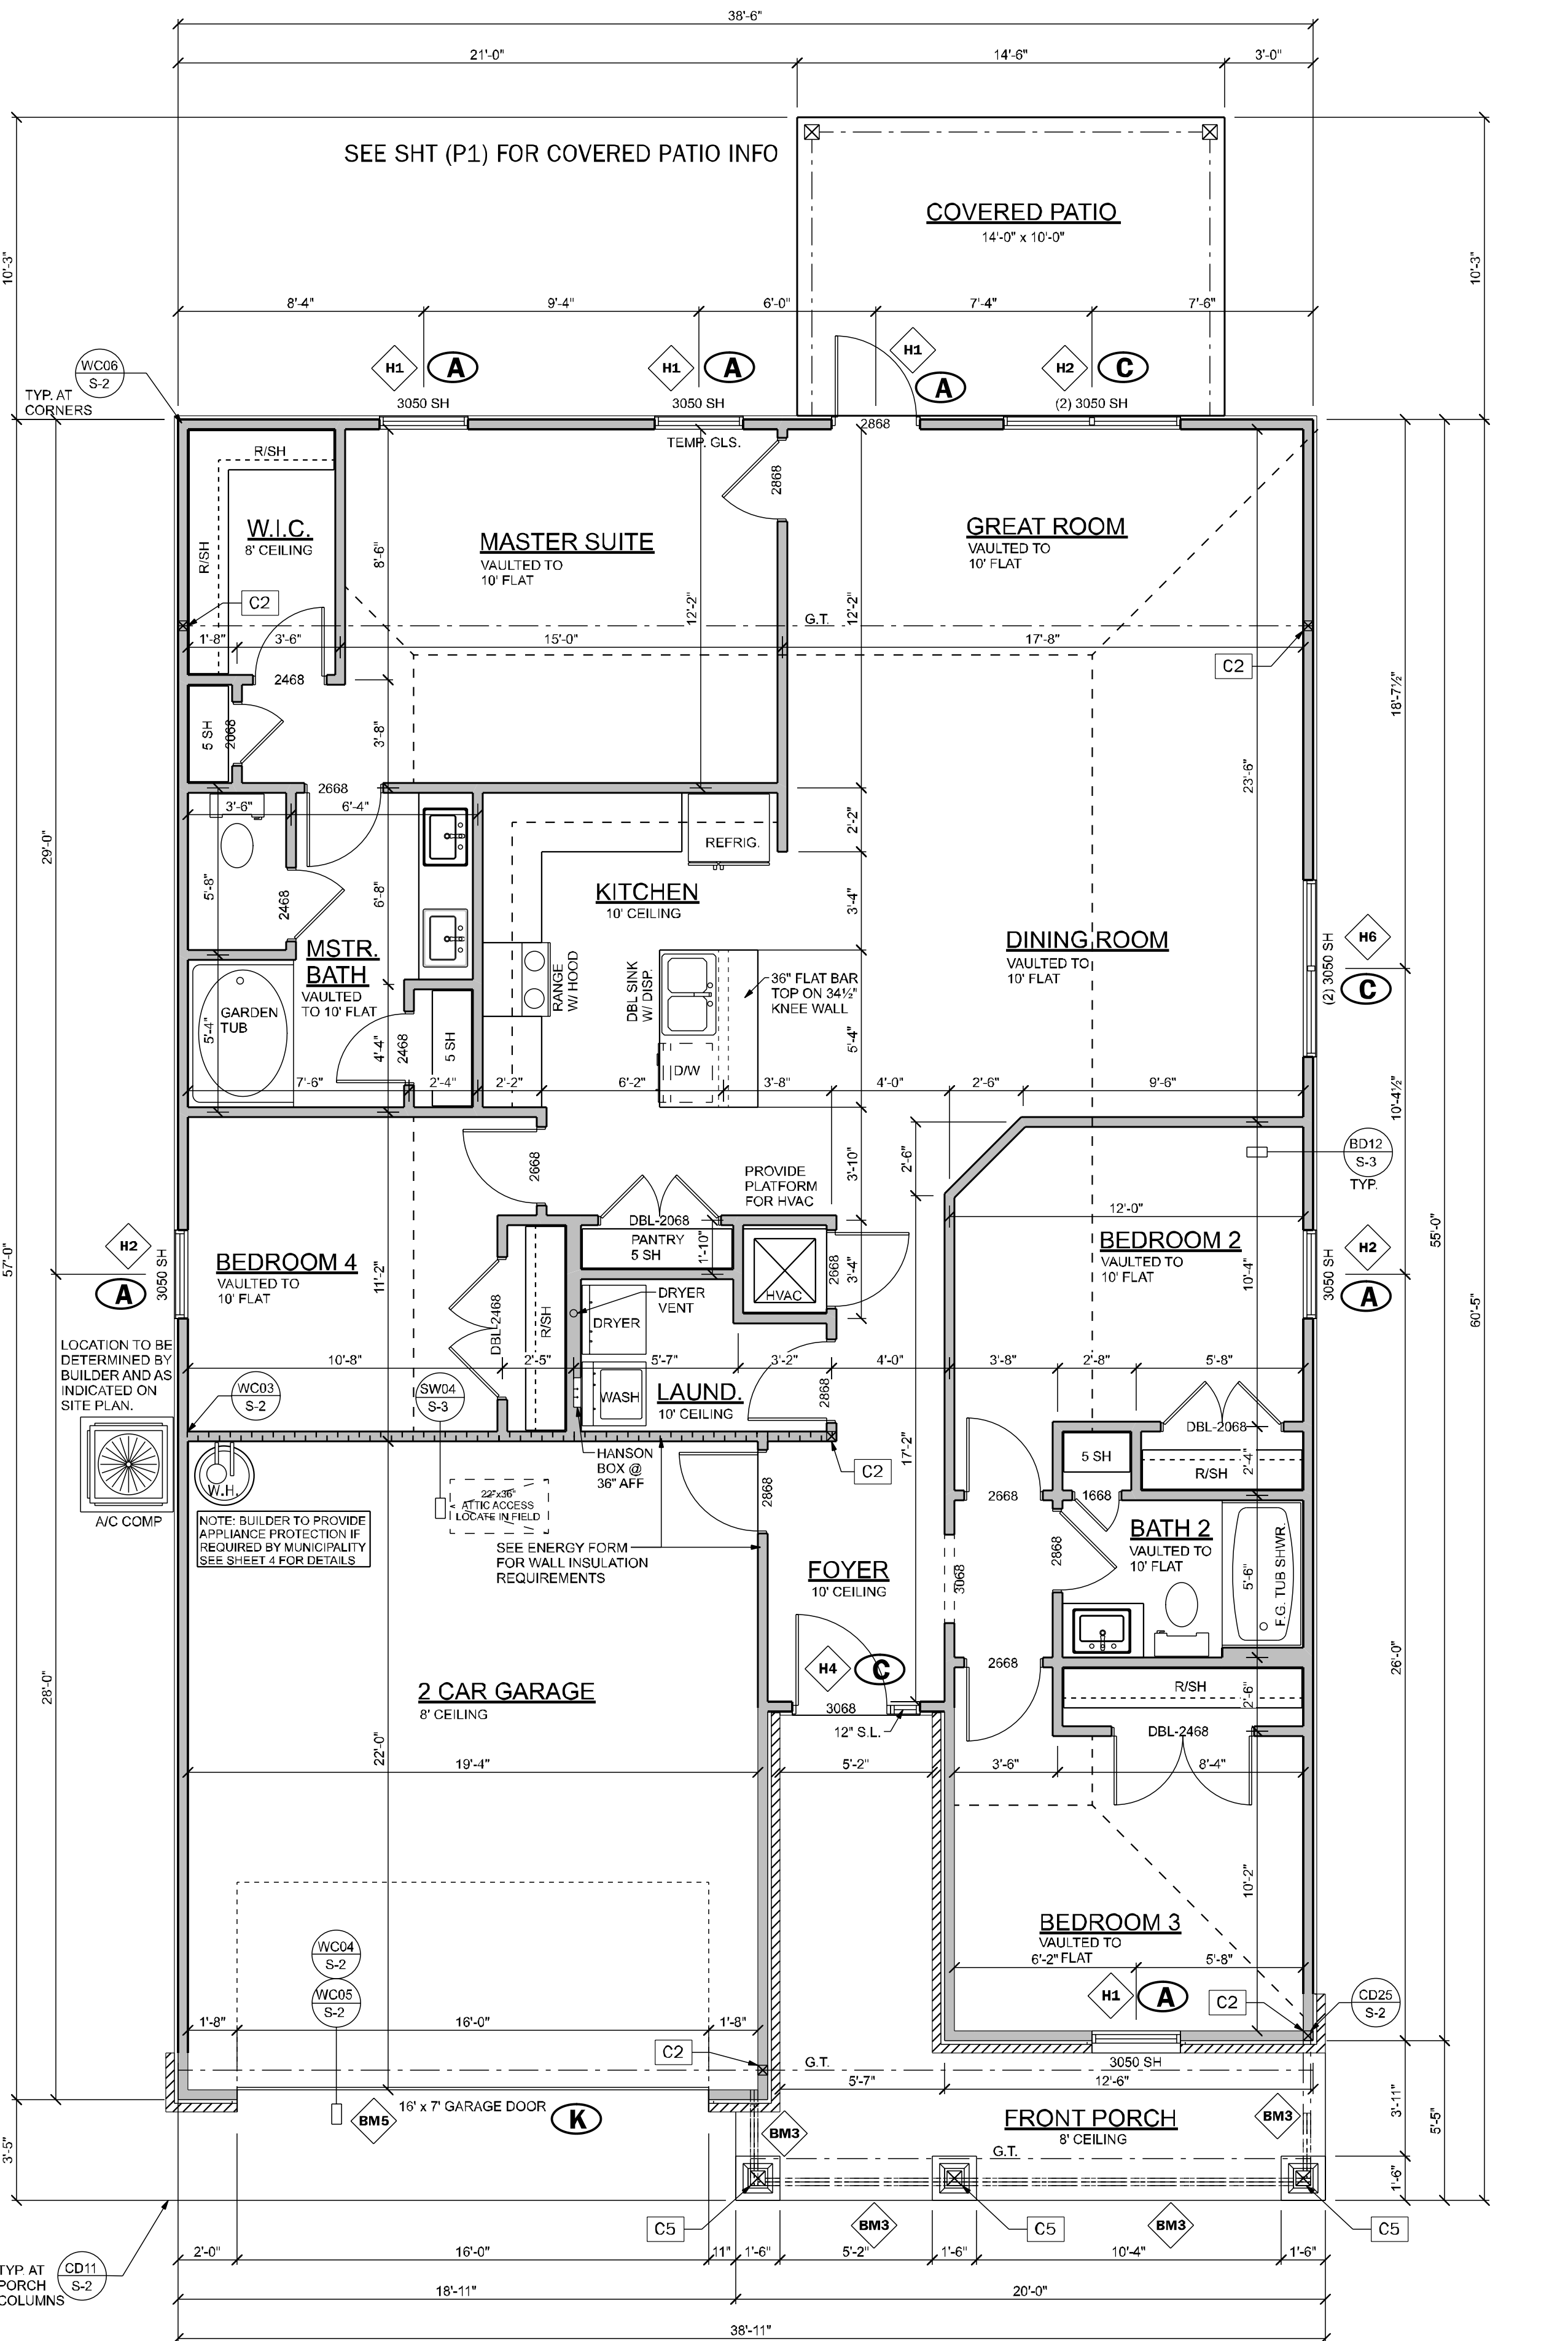 38'-6"
21'-0"
14'-6"
3'-0"
SEE SHT (P1) FOR COVERED PATIO INFO
COVERED PATIO
14'-0" x 10'-0"
10'-3"
10'-3"
8'-4"
9'-4"
6'-0"
7'-4"
7'-6"
WC06
S-2
TYP. AT
CORNERS
H1
A
H1
A
H1
A
H2
C
3050 SH
3050 SH
(2) 3050 SH
2868
TEMP. GLS.
R/SH
R/SH
W.I.C.
8' CEILING
C2
8'-6"
MASTER SUITE
VAULTED TO
10' FLAT
2868
12'-2"
12'-2"
GREAT ROOM
VAULTED TO
10' FLAT
G.T.
1'-8"
3'-6"
15'-0"
17'-8"
C2
2468
5 SH
2068
3'-8"
18'-7½"
23'-6"
2668
3'-6"
6'-4"
2'-2"
REFRIG.
29'-0"
5'-8"
2468
6'-8"
KITCHEN
10' CEILING
3'-4"
MSTR.
BATH
VAULTED
TO 10' FLAT
DINING ROOM
VAULTED TO
10' FLAT
H6
C
(2) 3050 SH
RANGE
W/ HOOD
DBL SINK
W/ DISP.
36" FLAT BAR
TOP ON 34½"
KNEE WALL
GARDEN
TUB
5'-4"
4'-4"
2468
5 SH
D/W
5'-4"
7'-6"
2'-4"
2'-2"
6'-2"
3'-8"
4'-0"
2'-6"
9'-6"
10'-4½"
2668
2'-6"
3'-10"
PROVIDE
PLATFORM
FOR HVAC
BD12
S-3
TYP.
DBL-2068
PANTRY
5 SH
1'-10"
12'-0"
57'-0"
55'-0"
60'-5"
H2
A
3050 SH
BEDROOM 4
VAULTED TO
10' FLAT
11'-2"
HVAC
2668
3'-4"
BEDROOM 2
VAULTED TO
10' FLAT
10'-4"
H2
A
3050 SH
DRYER
VENT
DRYER
DBL-2468
R/SH
LOCATION TO BE
DETERMINED BY
BUILDER AND AS
INDICATED ON
SITE PLAN.
10'-8"
2'-5"
5'-7"
3'-2"
4'-0"
3'-8"
2'-8"
5'-8"
WC03
S-2
SW04
S-3
WASH
LAUND.
10' CEILING
2868
DBL-2068
HANSON
BOX @
36" AFF
C2
17'-2"
5 SH
2'-4"
R/SH
W.H.
A/C COMP
22"x36"
ATTIC ACCESS
LOCATE IN FIELD
2868
2668
1668
NOTE: BUILDER TO PROVIDE
APPLIANCE PROTECTION IF
REQUIRED BY MUNICIPALITY
SEE SHEET 4 FOR DETAILS
SEE ENERGY FORM
FOR WALL INSULATION
REQUIREMENTS
BATH 2
VAULTED TO
10' FLAT
2868
FOYER
10' CEILING
3068
5'-6"
F.G. TUB SHWR.
H4
C
2668
28'-0"
26'-0"
2 CAR GARAGE
8' CEILING
3068
12" S.L.
R/SH
2'-6"
DBL-2468
22'-0"
19'-4"
5'-2"
3'-6"
8'-4"
10'-2"
BEDROOM 3
VAULTED TO
6'-2" FLAT
5'-8"
WC04
S-2
WC05
S-2
H1
A
C2
CD25
S-2
1'-8"
16'-0"
1'-8"
C2
G.T.
3050 SH
5'-7"
12'-6"
16' x 7' GARAGE DOOR
BM5
K
BM3
FRONT PORCH
8' CEILING
BM3
G.T.
3'-11"
5'-5"
3'-5"
1'-6"
C5
BM3
C5
BM3
C5
TYP. AT
PORCH
COLUMNS
CD11
S-2
2'-0"
16'-0"
11"
1'-6"
5'-2"
1'-6"
10'-4"
1'-6"
18'-11"
20'-0"
38'-11"